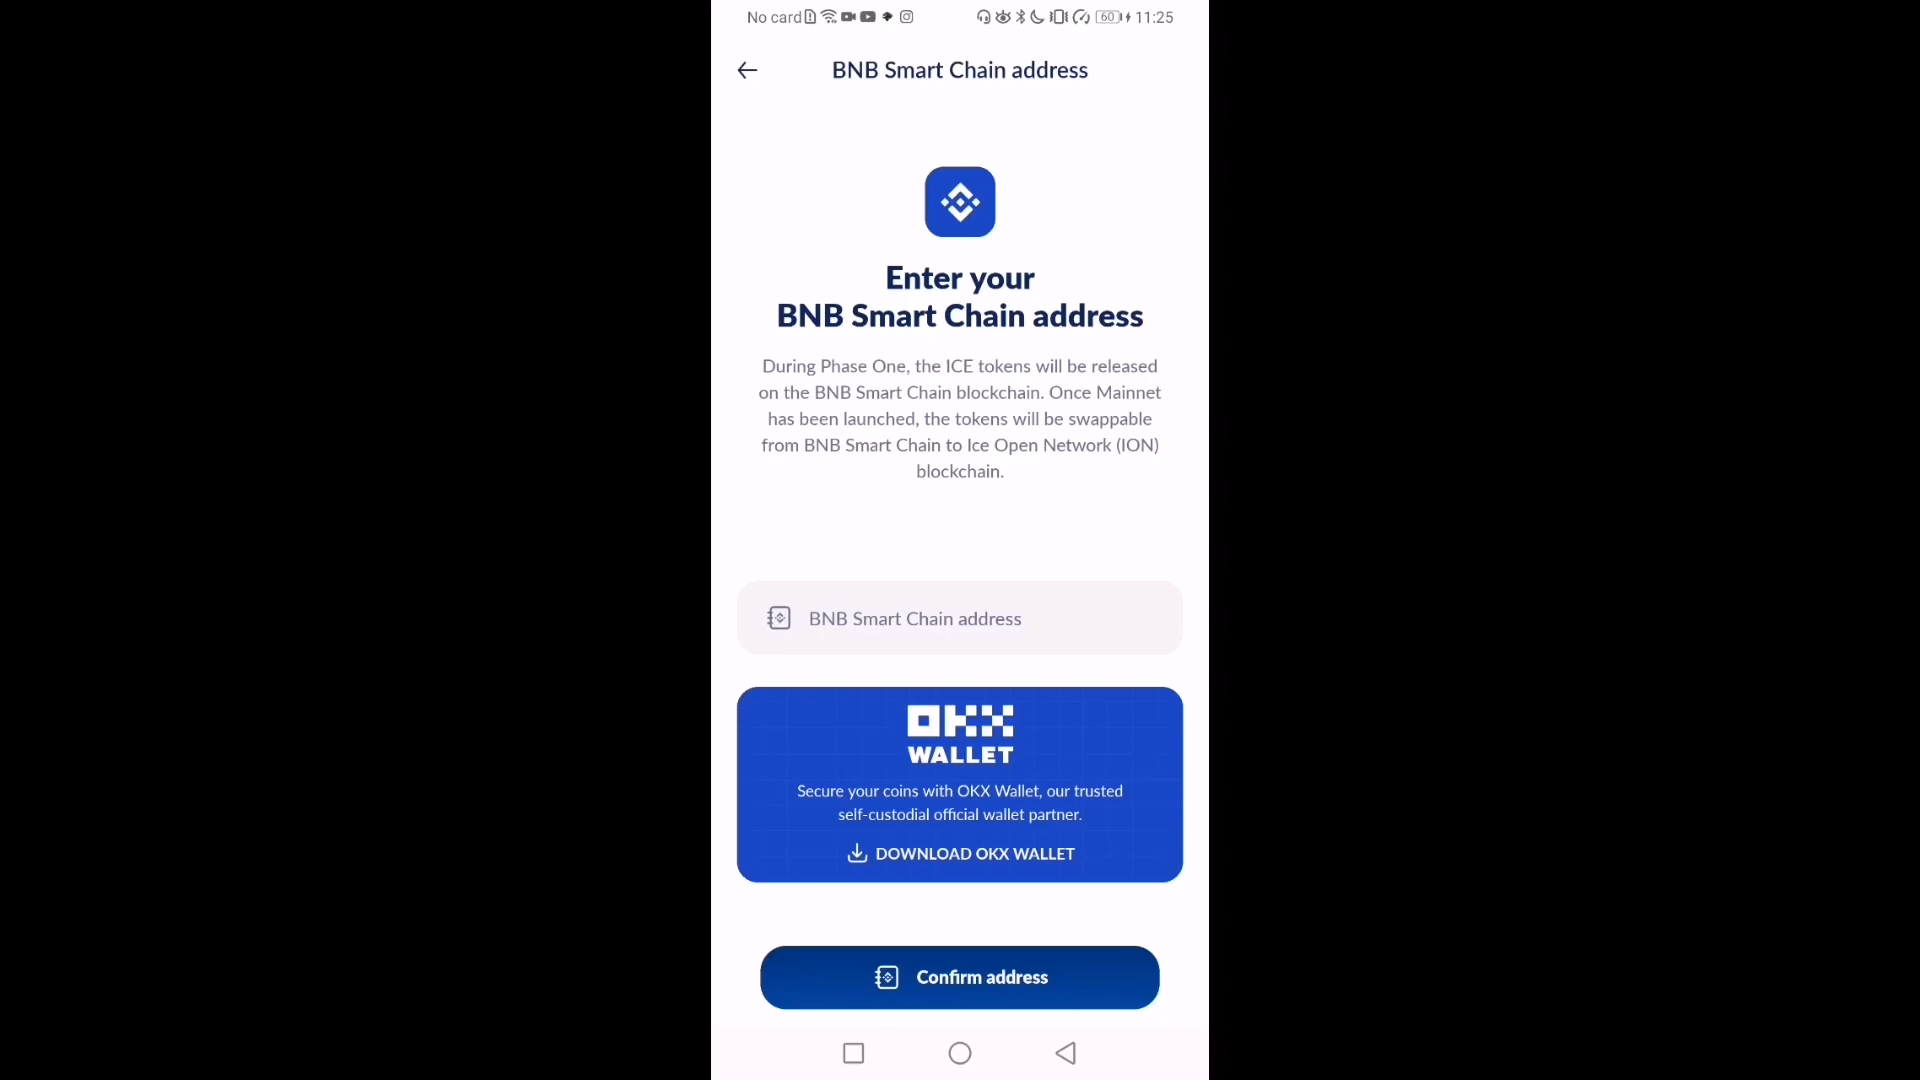 No card 60 11:25
BNB Smart Chain address
Enter your
BNB Smart Chain address
During Phase One, the ICE tokens will be released
on the BNB Smart Chain blockchain. Once Mainnet
has been launched, the tokens will be swappable
from BNB Smart Chain to Ice Open Network (ION)
blockchain.
BNB Smart Chain address
OKX
WALLET
Secure your coins with OKX Wallet, our trusted
self-custodial official wallet partner.
DOWNLOAD OKX WALLET
Confirm address